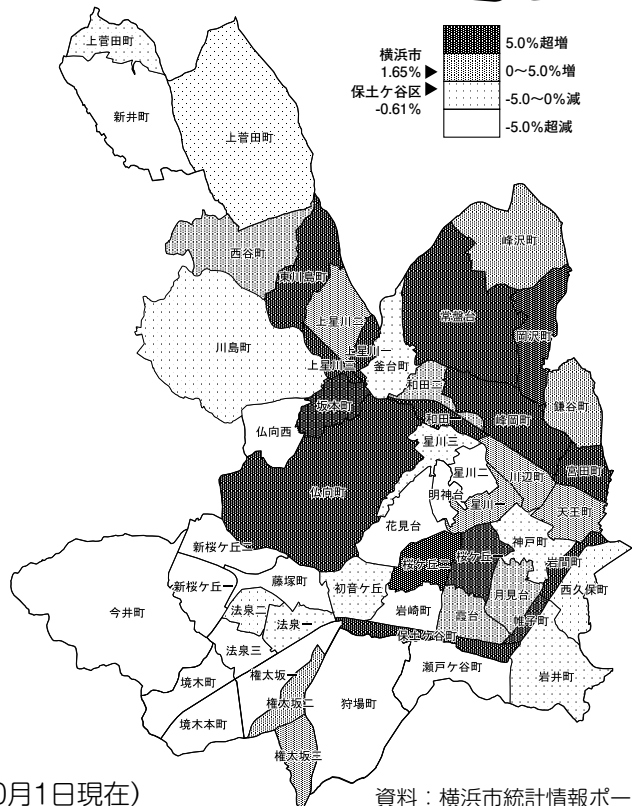 5.0%超増
横浜市
1.65% ▶
0～5.0%増
保土ケ谷区 ▶
-0.61%
-5.0～0%減
-5.0%超減
上菅田町
新井町
上菅田町
峰沢町
西谷町
東川島町
常盤台
岡沢町
上星川二
川島町
上星川一
上星川三
釜台町
和田二
鎌谷町
坂本町
和田一
峰岡町
仏向西
星川三
宮田町
星川二
川辺町
仏向町
明神台
星川一
天王町
花見台
神戸町
新桜ケ丘二
桜ケ丘二
桜ケ丘一
岩間町
新桜ケ丘一
藤塚町
初音ケ丘
月見台
西久保町
今井町
法泉二
岩崎町
霞台
帷子町
法泉一
保土ケ谷町
法泉三
瀬戸ケ谷町
岩井町
境木町
権太坂一
権太坂二
狩場町
境木本町
権太坂三
0月1日現在）
資料：横浜市統計情報ポー